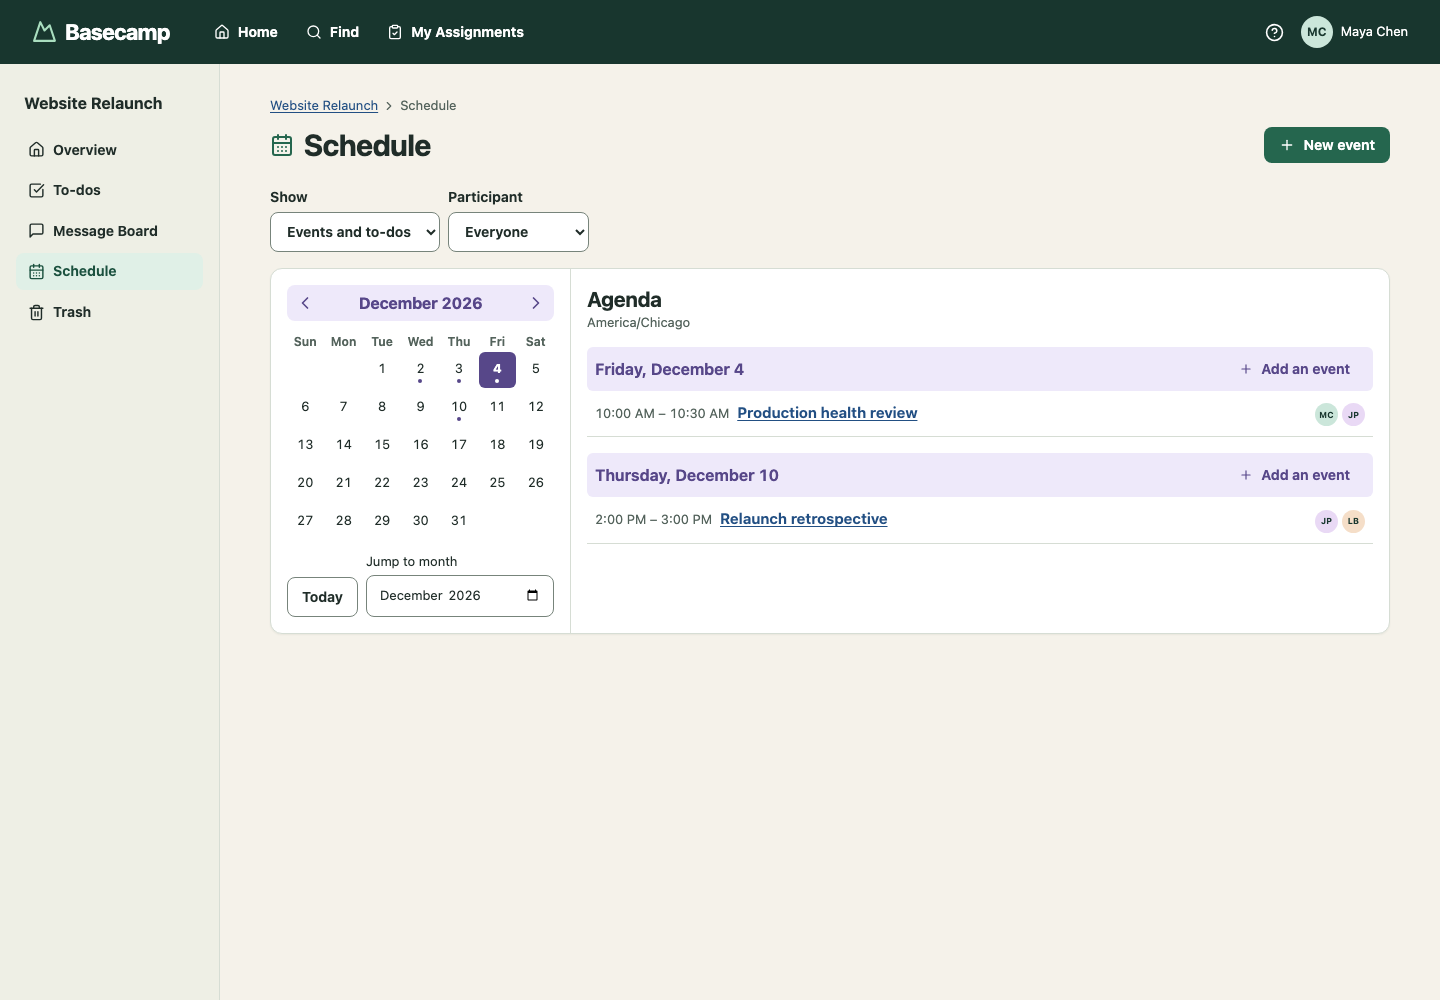 Basecamp
Home
Find
My Assignments
MC
Maya Chen
Website Relaunch
Overview
To-dos
Message Board
Schedule
Trash
Website Relaunch > Schedule
Schedule
New event
Show
Participant
Events and to-dos
Everyone
December 2026
Sun Mon Tue Wed Thu Fri Sat
1 2 3 4 5
6 7 8 9 10 11 12
13 14 15 16 17 18 19
20 21 22 23 24 25 26
27 28 29 30 31
Jump to month
Today
December 2026
Agenda
America/Chicago
Friday, December 4
+ Add an event
10:00 AM – 10:30 AM Production health review
MC JP
Thursday, December 10
+ Add an event
2:00 PM – 3:00 PM Relaunch retrospective
JP LB